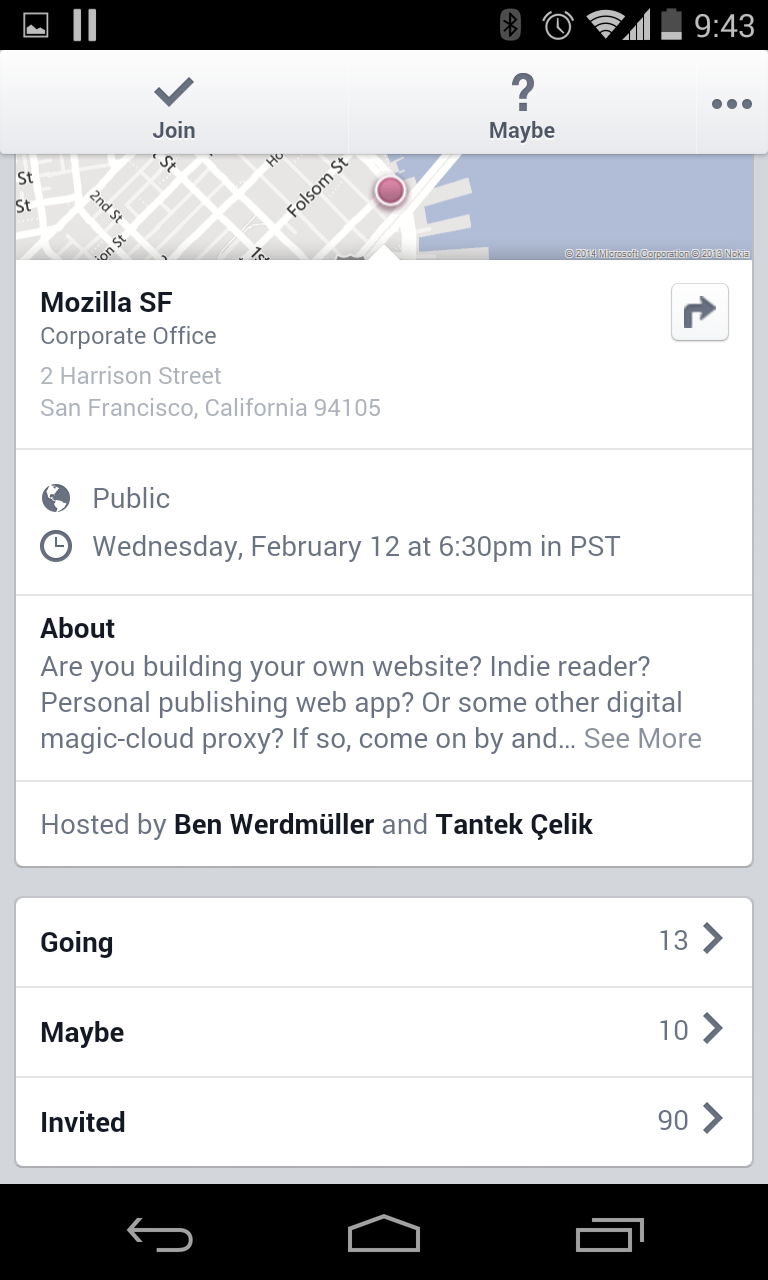 9:43
Join
? Maybe
St
St
2nd St
St
Folsom St
1s
© 2014 Microsoft Corporation © 2013 Nokia
Mozilla SF
Corporate Office
2 Harrison Street
San Francisco, California 94105
Public
Wednesday, February 12 at 6:30pm in PST
About
Are you building your own website? Indie reader?
Personal publishing web app? Or some other digital
magic-cloud proxy? If so, come on by and… See More
Hosted by Ben Werdmüller and Tantek Çelik
Going 13
Maybe 10
Invited 90